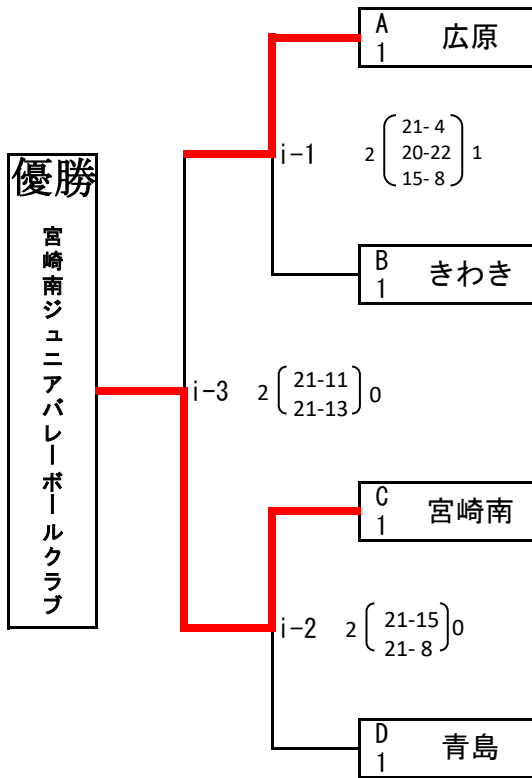 A
1
広原
i-1
2
21- 4
20-22
15- 8
1
優勝
宮崎南ジュニアバレーボールクラブ
B
1
きわき
i-3
2
21-11
21-13
0
C
1
宮崎南
i-2
2
21-15
21- 8
0
D
1
青島